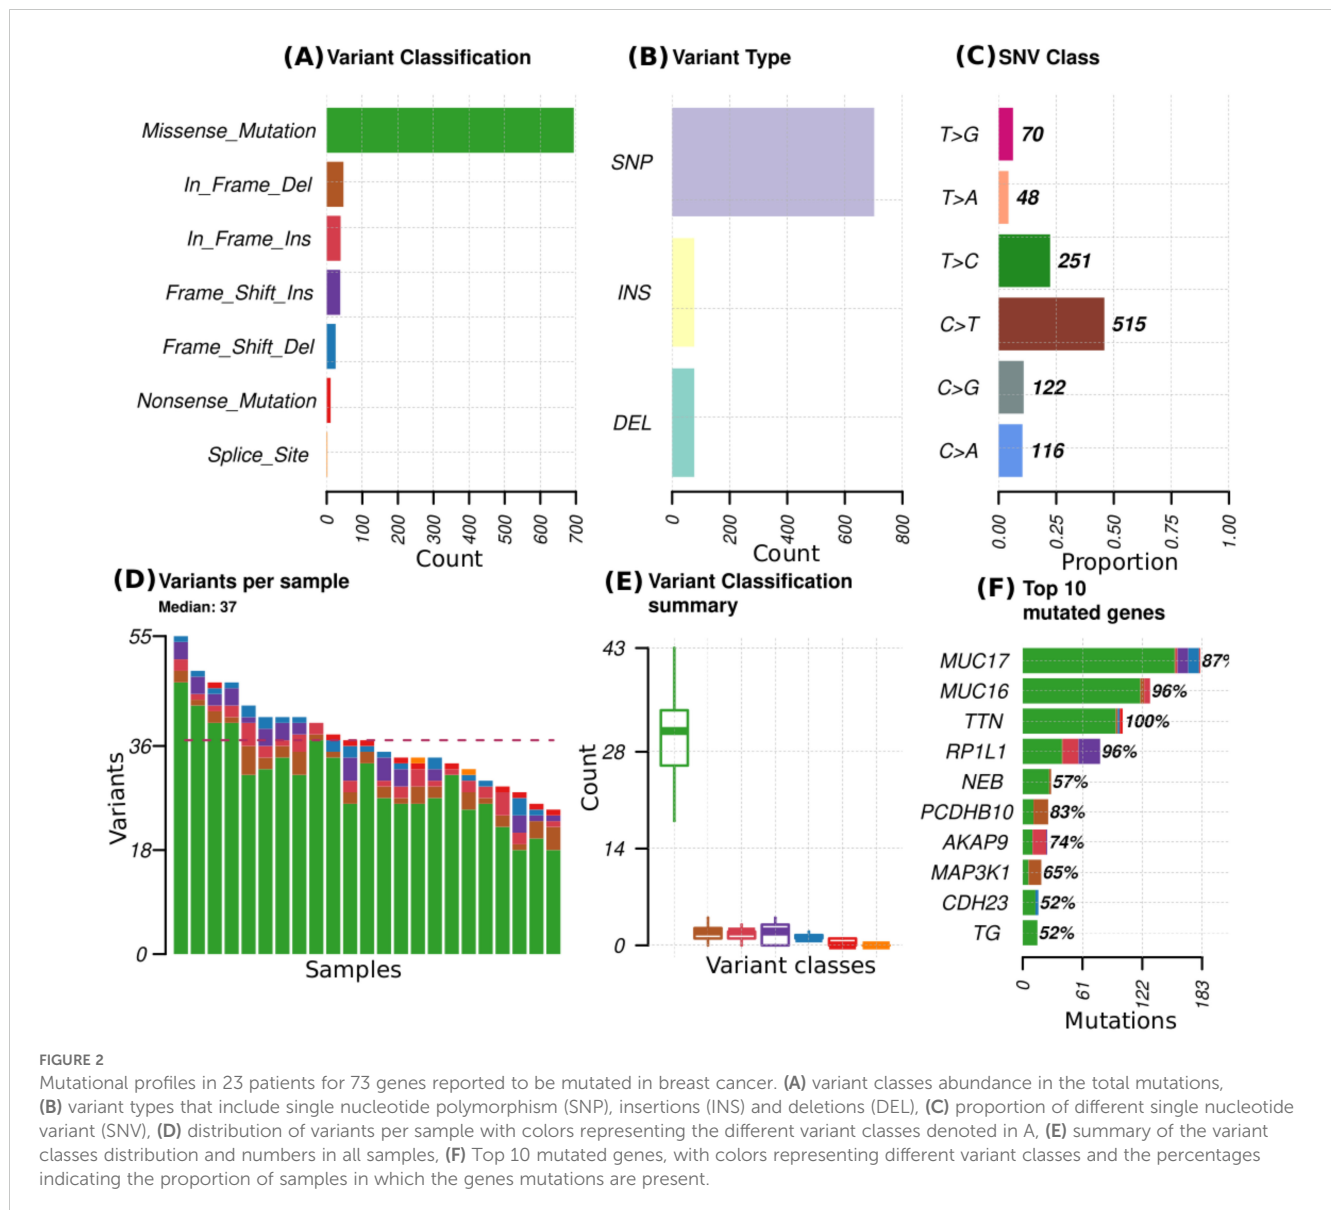 (A) Variant Classification
Missense_Mutation
In_Frame_Del
In_Frame_Ins
Frame_Shift_Ins
Frame_Shift_Del
Nonsense_Mutation
Splice_Site
0 100 200 300 400 500 600 700
Count
(B) Variant Type
SNP
INS
DEL
0 200 400 600 800
Count
(C) SNV Class
T>G 70
T>A 48
T>C 251
C>T 515
C>G 122
C>A 116
0.00 0.25 0.50 0.75 1.00
Proportion
(D) Variants per sample
Median: 37
Variants
55
36
18
0
Samples
(E) Variant Classification
summary
Count
43
28
14
0
Variant classes
(F) Top 10
mutated genes
MUC17 87%
MUC16 96%
TTN 100%
RP1L1 96%
NEB 57%
PCDHB10 83%
AKAP9 74%
MAP3K1 65%
CDH23 52%
TG 52%
0 61 122 183
Mutations
FIGURE 2
Mutational profiles in 23 patients for 73 genes reported to be mutated in breast cancer. (A) variant classes abundance in the total mutations,
(B) variant types that include single nucleotide polymorphism (SNP), insertions (INS) and deletions (DEL), (C) proportion of different single nucleotide
variant (SNV), (D) distribution of variants per sample with colors representing the different variant classes denoted in A, (E) summary of the variant
classes distribution and numbers in all samples, (F) Top 10 mutated genes, with colors representing different variant classes and the percentages
indicating the proportion of samples in which the genes mutations are present.